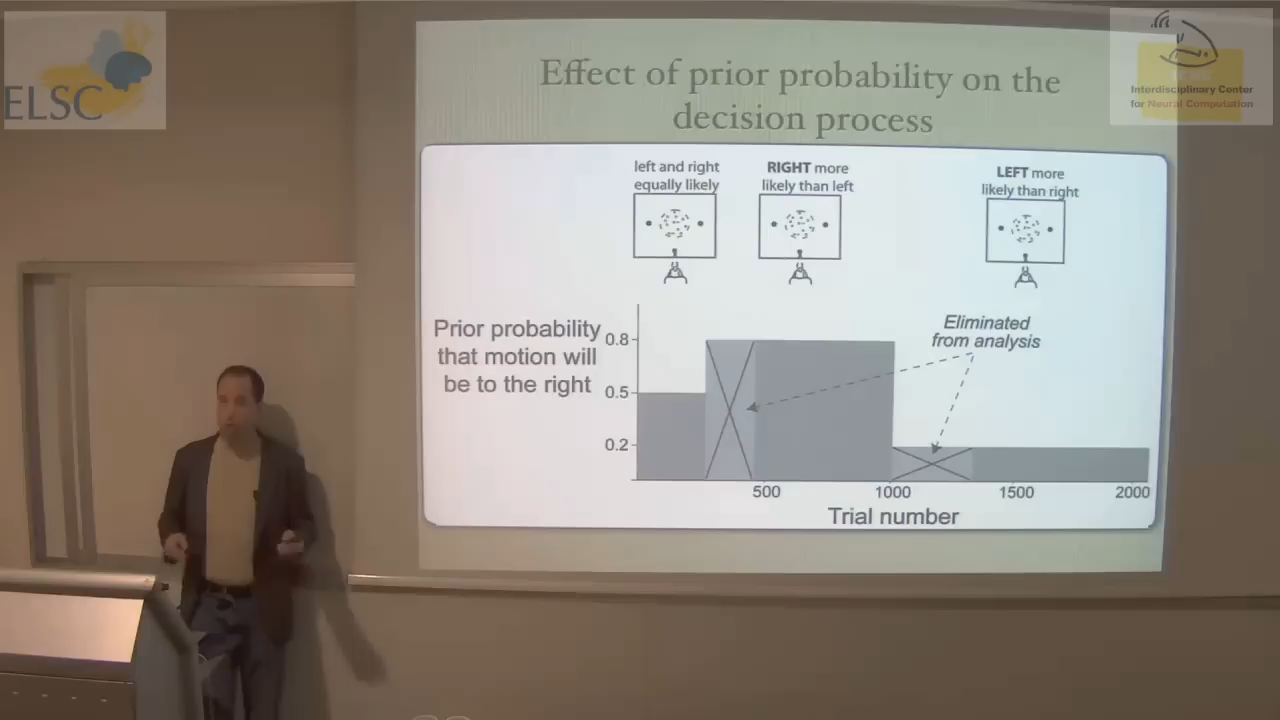 ELSC
Interdisciplinary Center
for Neural Computation
Effect of prior probability on the
decision process
left and right
equally likely
RIGHT more
likely than left
LEFT more
likely than right
Prior probability
that motion will
be to the right
0.8
0.5
0.2
Eliminated
from analysis
500
1000
1500
2000
Trial number